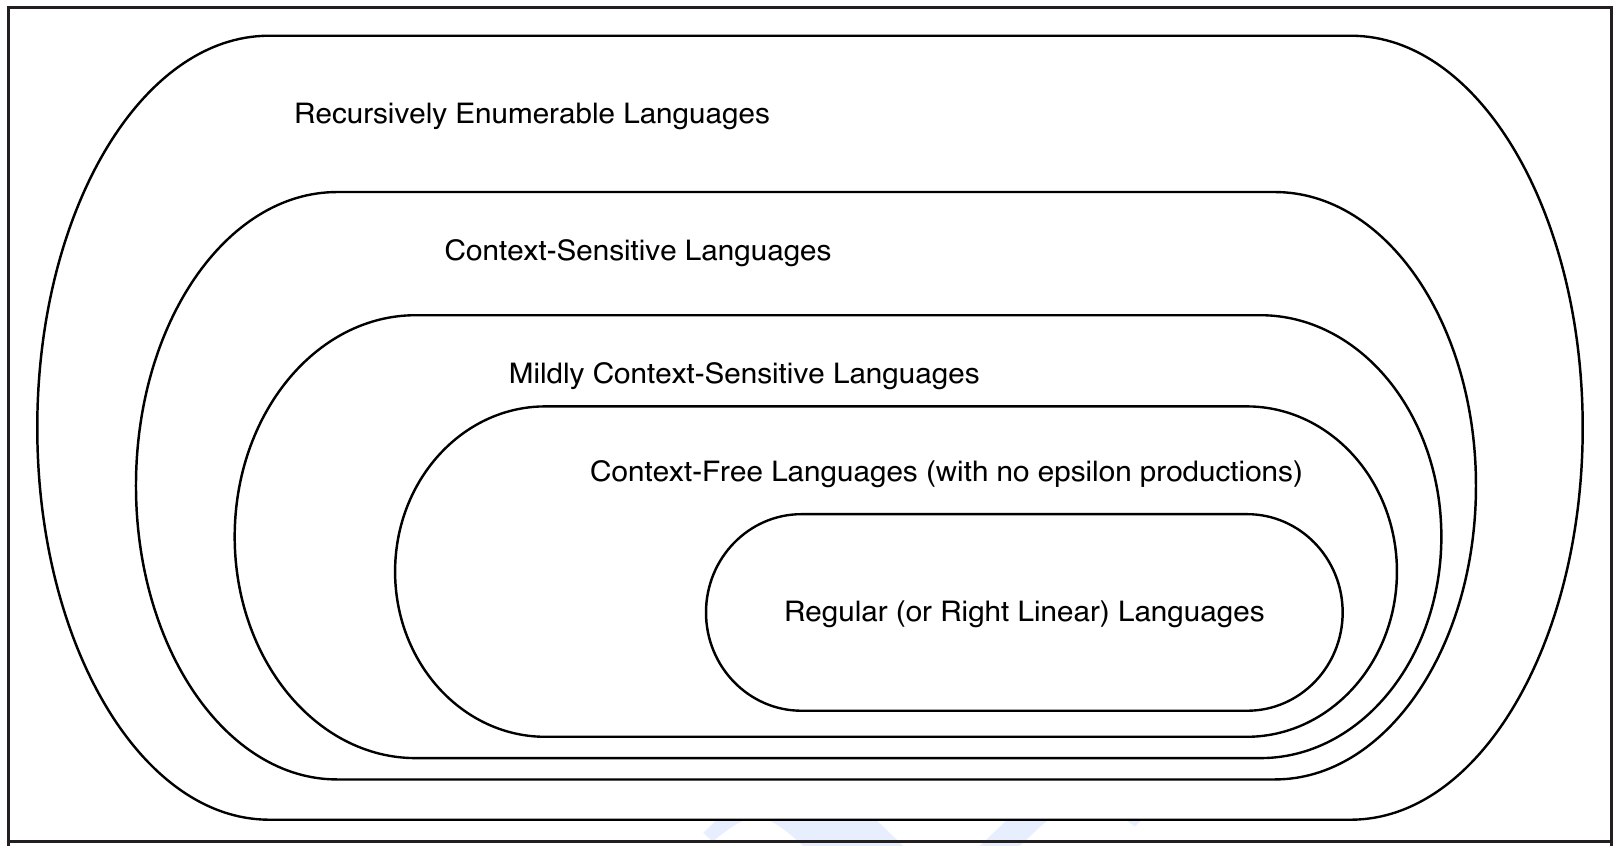 Recursively Enumerable Languages
Context-Sensitive Languages
Mildly Context-Sensitive Languages
Context-Free Languages (with no epsilon productions)
Regular (or Right Linear) Languages